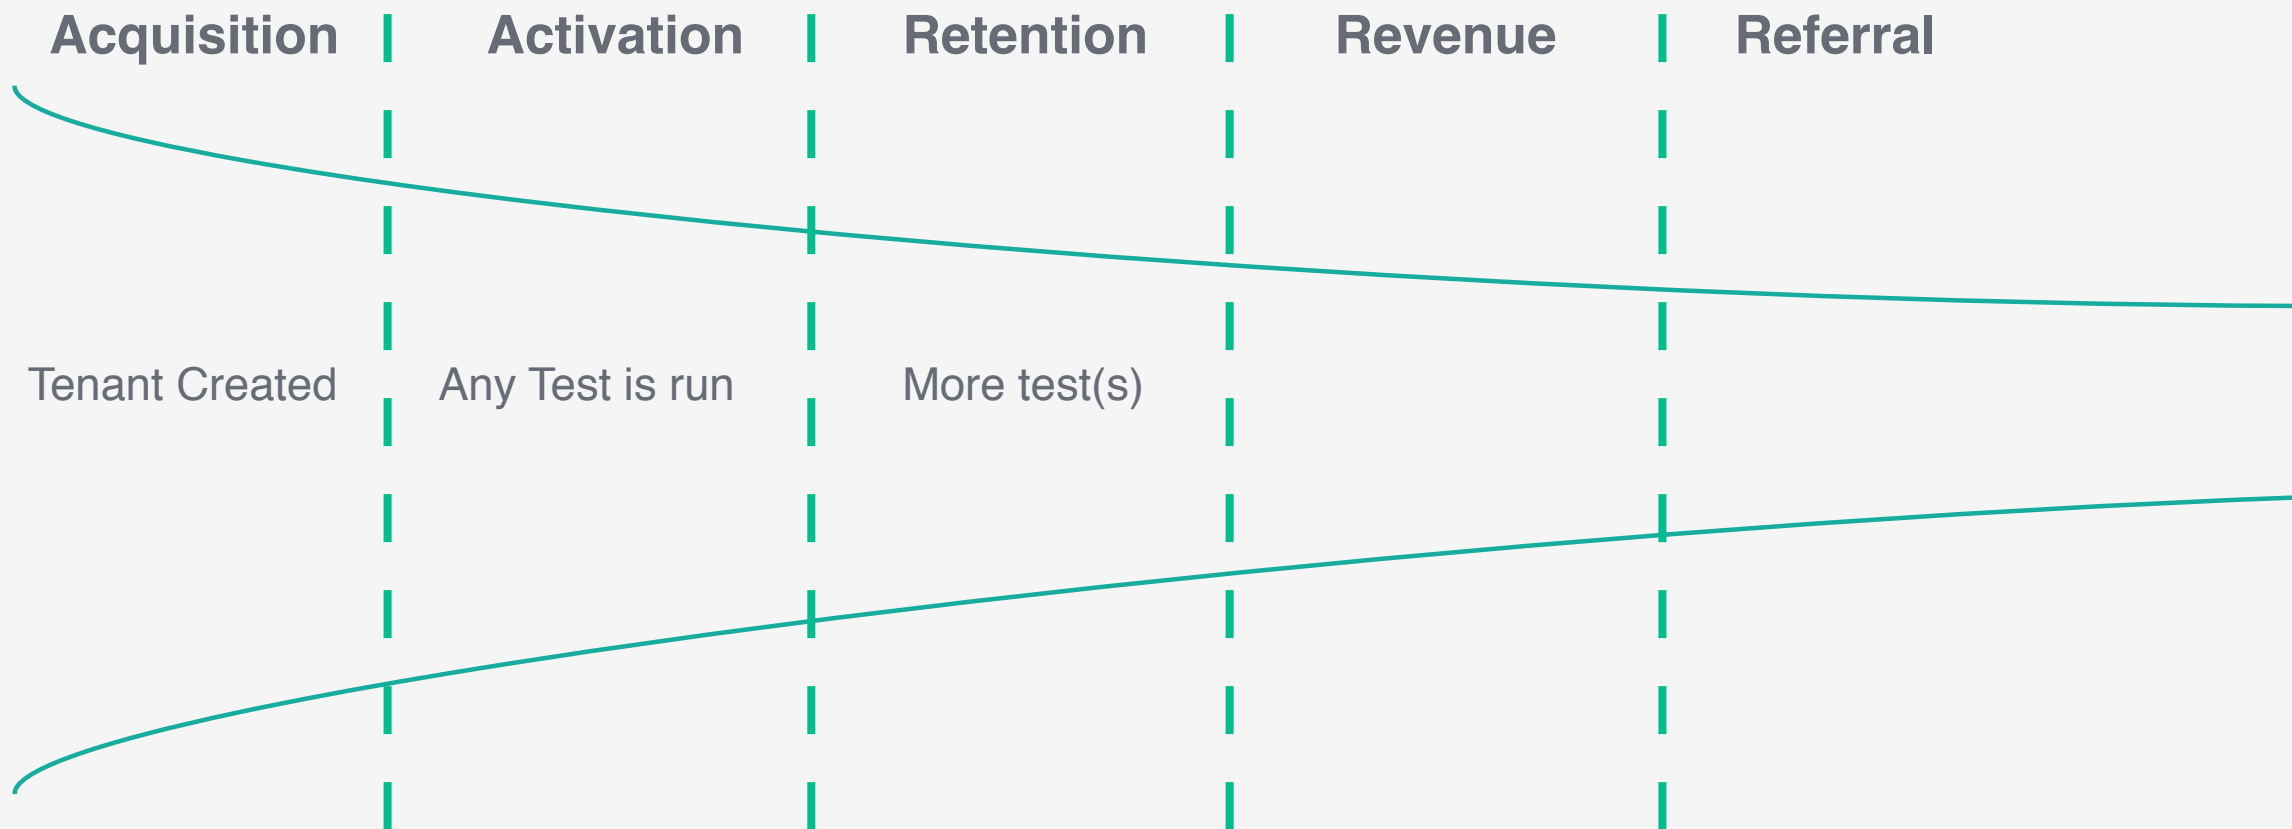 Acquisition
Activation
Retention
Revenue
Referral
Tenant Created
Any Test is run
More test(s)